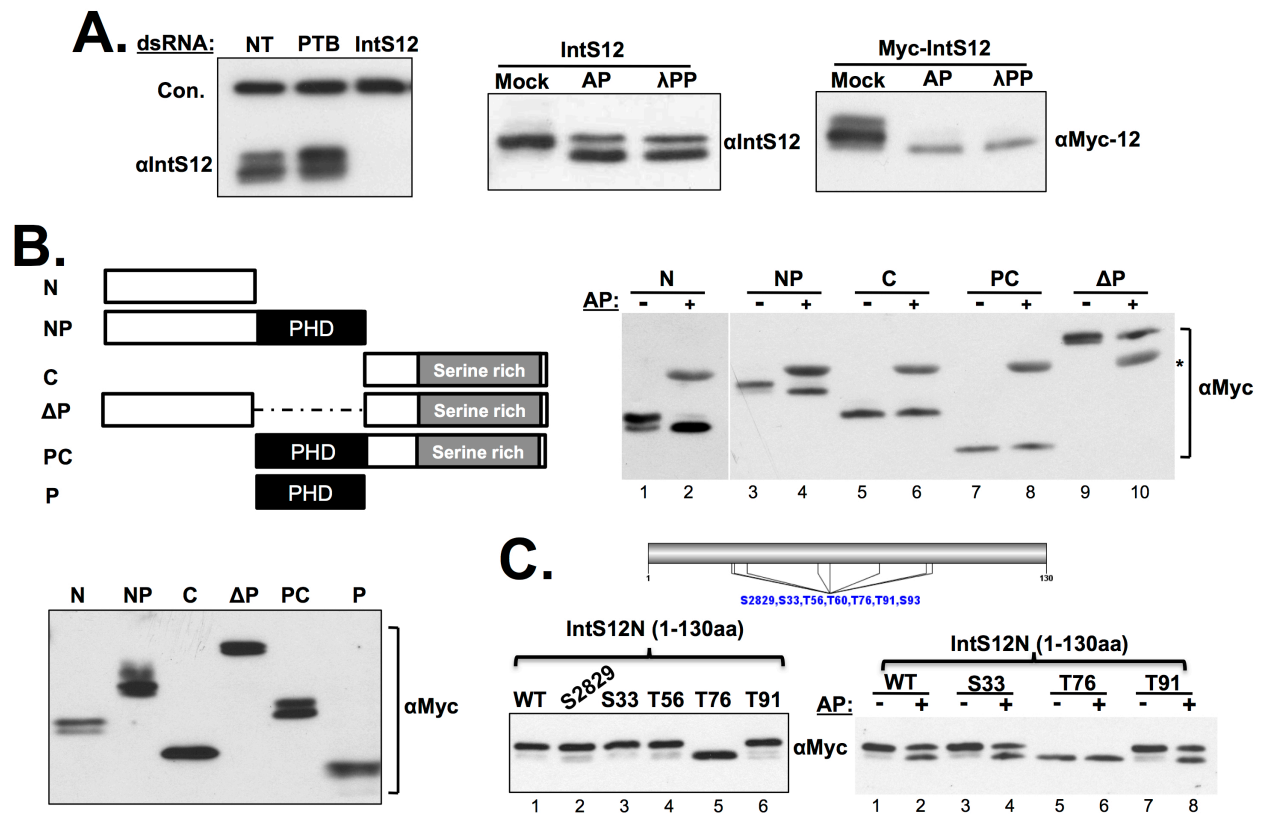 A.
dsRNA: NT PTB IntS12
Con.
αIntS12
IntS12
Mock AP λPP
αIntS12
Myc-IntS12
Mock AP λPP
αMyc-12
B.
N
NP PHD
C Serine rich
ΔP Serine rich
PC PHD Serine rich
P PHD
N NP C PC ΔP
AP: - + - + - + - + - +
*
αMyc
1 2 3 4 5 6 7 8 9 10
N NP C ΔP PC P
αMyc
C.
1 130
S2829,S33,T56,T60,T76,T91,S93
IntS12N (1-130aa)
WT S2829 S33 T56 T76 T91
αMyc
1 2 3 4 5 6
IntS12N (1-130aa)
WT S33 T76 T91
AP: - + - + - + - +
1 2 3 4 5 6 7 8